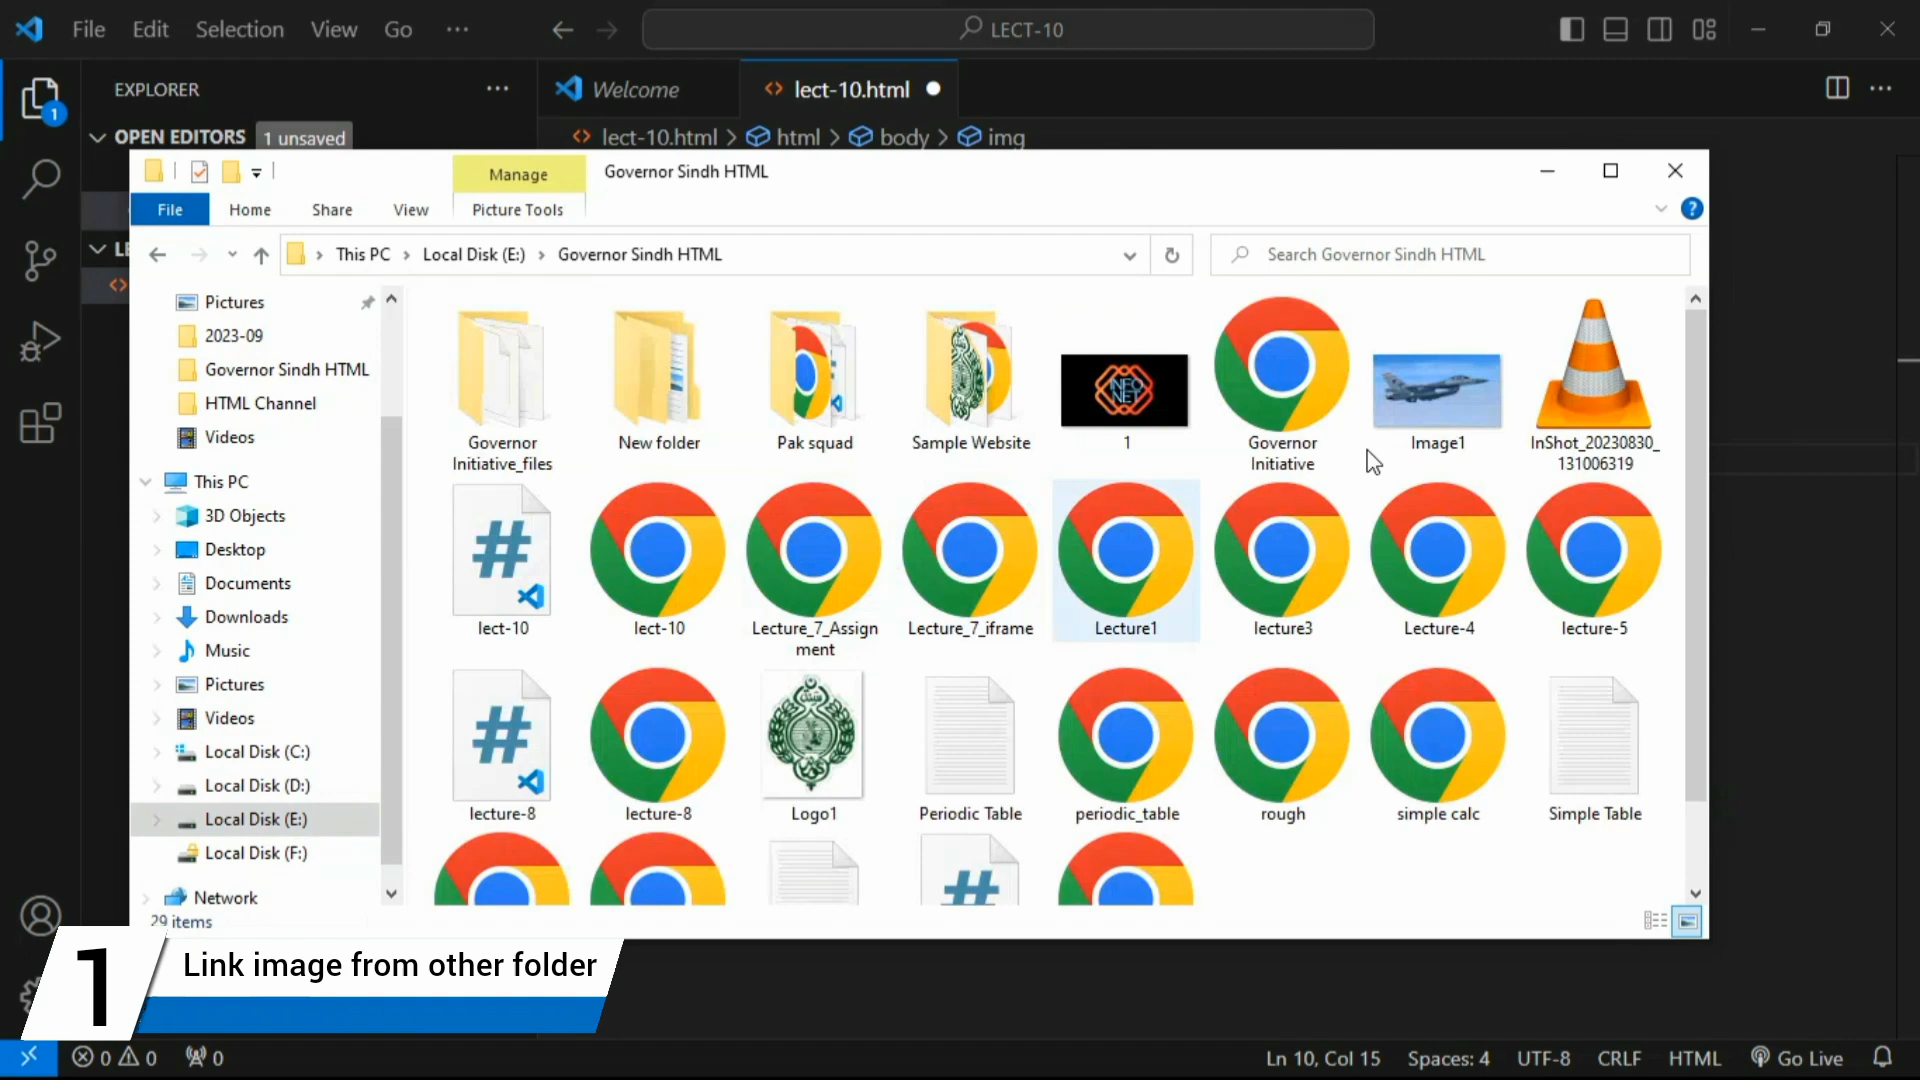 File Edit Selection View Go ··· LECT-10
EXPLORER ··· Welcome lect-10.html
1
OPEN EDITORS 1 unsaved lect-10.html > html > body > img
Manage Governor Sindh HTML
File Home Share View Picture Tools
This PC > Local Disk (E:) > Governor Sindh HTML Search Governor Sindh HTML
Pictures
2023-09
Governor Sindh HTML
HTML Channel
Videos
This PC
3D Objects
Desktop
Documents
Downloads
Music
Pictures
Videos
Local Disk (C:)
Local Disk (D:)
Local Disk (E:)
Local Disk (F:)
Network
29 items
INFO
NET
Governor
Initiative_files
New folder
Pak squad
Sample Website
1
Governor
Initiative
Image1
InShot_20230830_
131006319
lect-10
lect-10
Lecture_7_Assign
ment
Lecture_7_iframe
Lecture1
lecture3
Lecture-4
lecture-5
lecture-8
lecture-8
Logo1
Periodic Table
periodic_table
rough
simple calc
Simple Table
1 Link image from other folder
0 0 0 Ln 10, Col 15 Spaces: 4 UTF-8 CRLF HTML Go Live